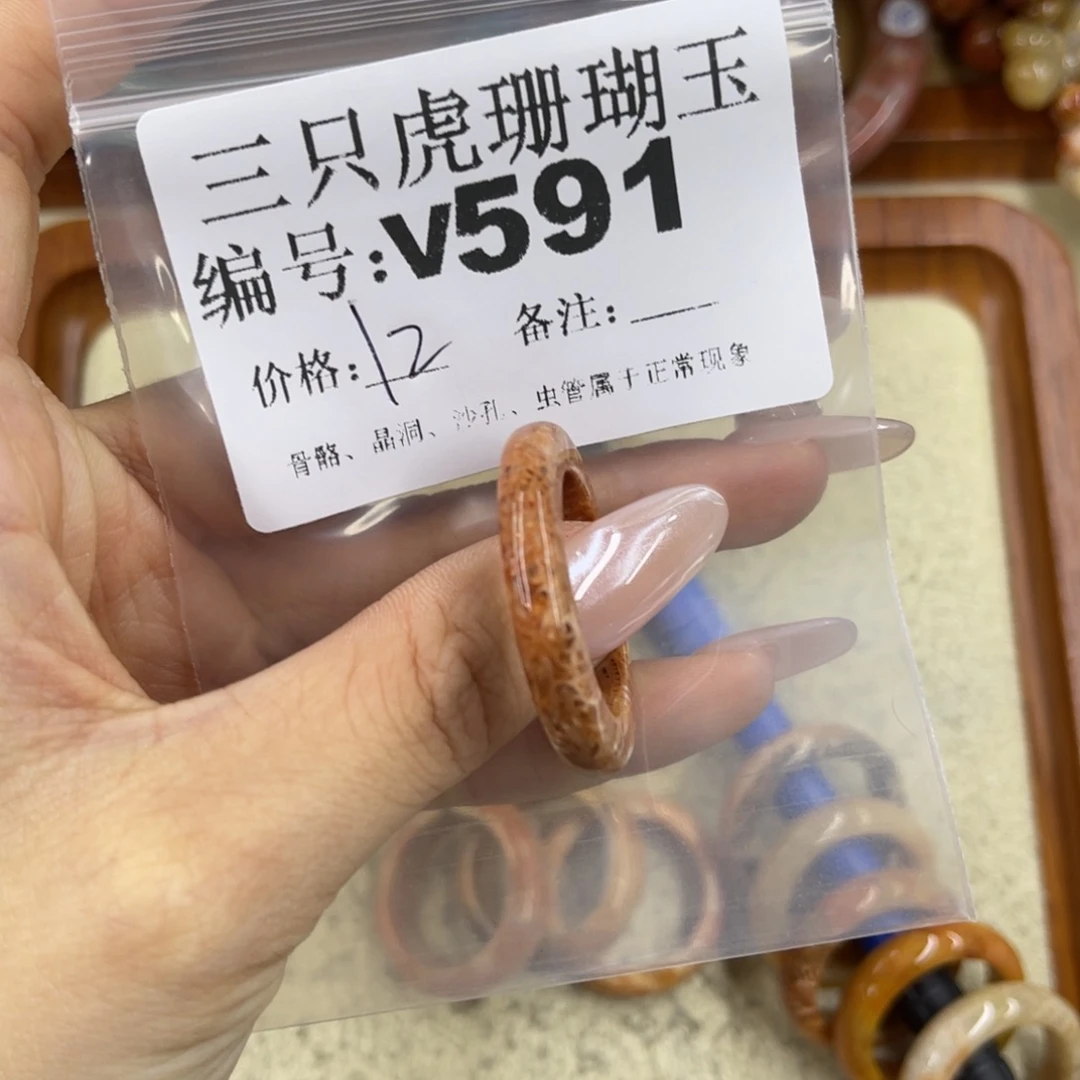 三只虎珊瑚玉
编号:v591
价格:12 备注:___
骨骼、晶洞、沙孔、虫管属于正常现象